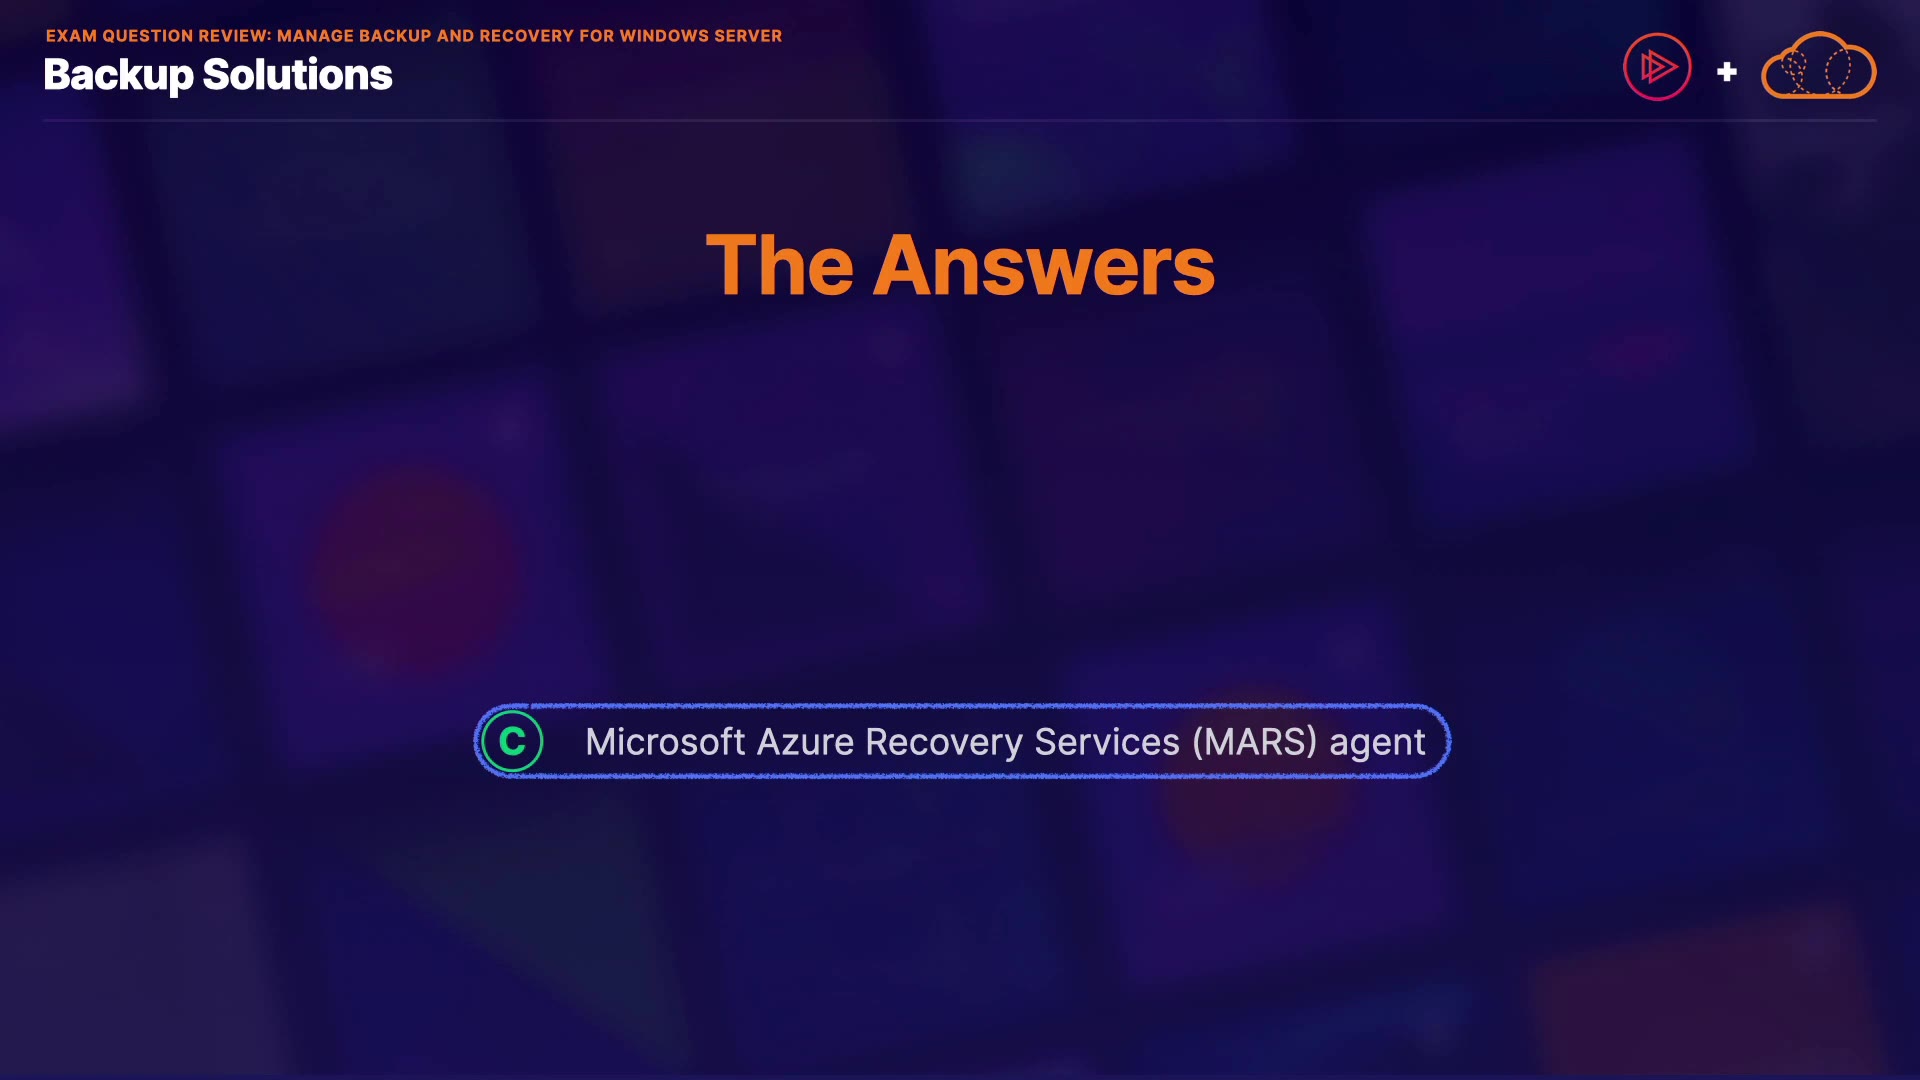 EXAM QUESTION REVIEW: MANAGE BACKUP AND RECOVERY FOR WINDOWS SERVER
Backup Solutions
+
The Answers
C Microsoft Azure Recovery Services (MARS) agent